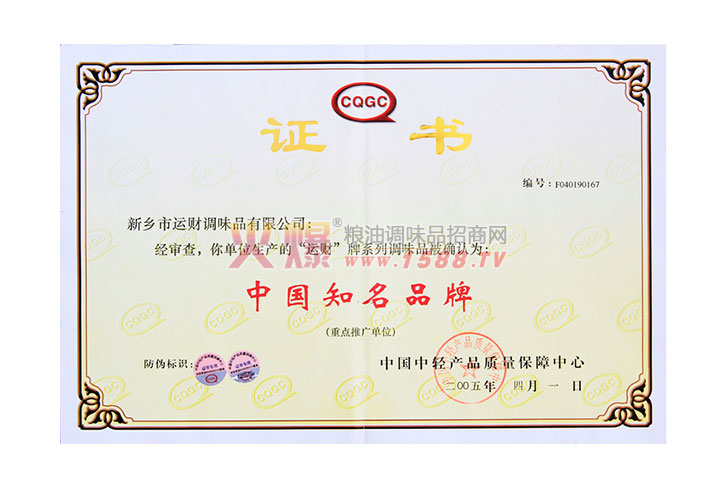 CQGC
证 书
编号:F040190167
新乡市运财调味品有限公司:
经审查，你单位生产的“运财”牌系列调味品被确认为:
火爆®粮油调味品招商网
www.1588.TV
中国知名品牌
(重点推广单位)
防伪标识:
中国中轻产品质量保障中心
二00五年 四月一日